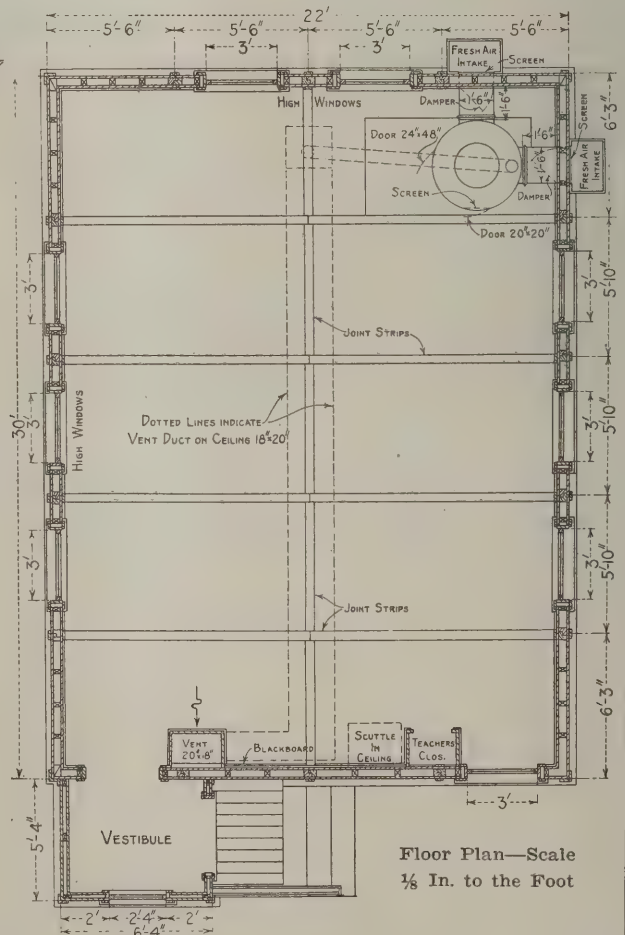 22'
5'-6" 5'-6" 5'-6" 5'-6"
3' 3'
FRESH AIR
INTAKE
SCREEN
HIGH WINDOWS
DAMPER
1'-6"
1'-6"
6'-3"
SCREEN
DOOR 24"x48"
1'-6"
1'-6"
FRESH AIR
INTAKE
SCREEN
DAMPER
DOOR 20"x20"
3'
3'
5'-10"
JOINT STRIPS
30'
3'
HIGH WINDOWS
DOTTED LINES INDICATE
VENT DUCT ON CEILING 18"x20"
3'
5'-10"
3'
3'
5'-10"
JOINT STRIPS
6'-3"
VENT
20"x8"
BLACKBOARD
SCUTTLE
IN
CEILING
TEACHERS
CLOS.
3'
5'-4"
VESTIBULE
Floor Plan—Scale
⅛ In. to the Foot
2' 2'-4" 2'
6'-4"